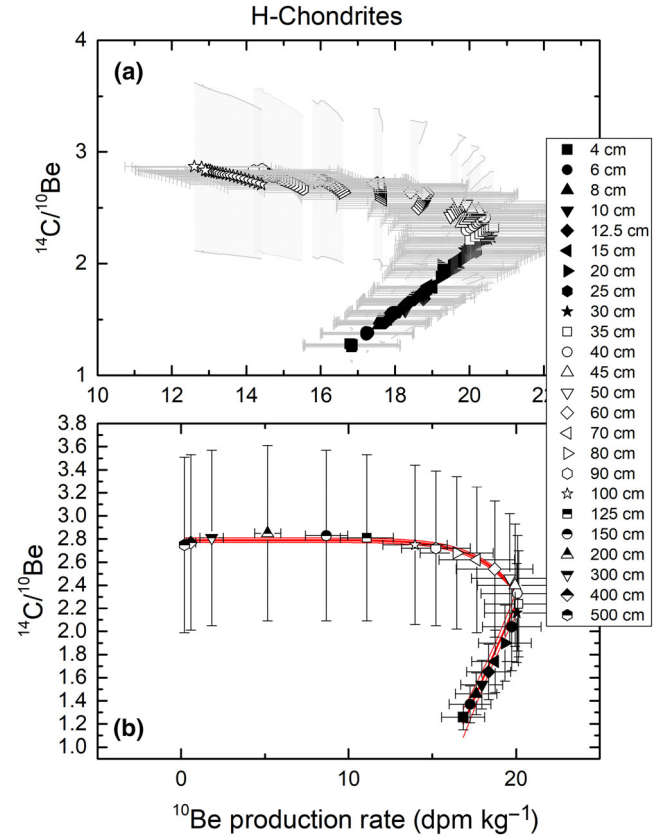 H-Chondrites
(a)
¹⁴C/¹⁰Be
4
3
2
1
10 12 14 16 18 20 22
4 cm
6 cm
8 cm
10 cm
12.5 cm
15 cm
20 cm
25 cm
30 cm
35 cm
40 cm
45 cm
50 cm
60 cm
70 cm
80 cm
90 cm
100 cm
125 cm
150 cm
200 cm
300 cm
400 cm
500 cm
(b)
¹⁴C/¹⁰Be
3.8
3.6
3.4
3.2
3.0
2.8
2.6
2.4
2.2
2.0
1.8
1.6
1.4
1.2
1.0
0 5 10 15 20
¹⁰Be production rate (dpm kg⁻¹)